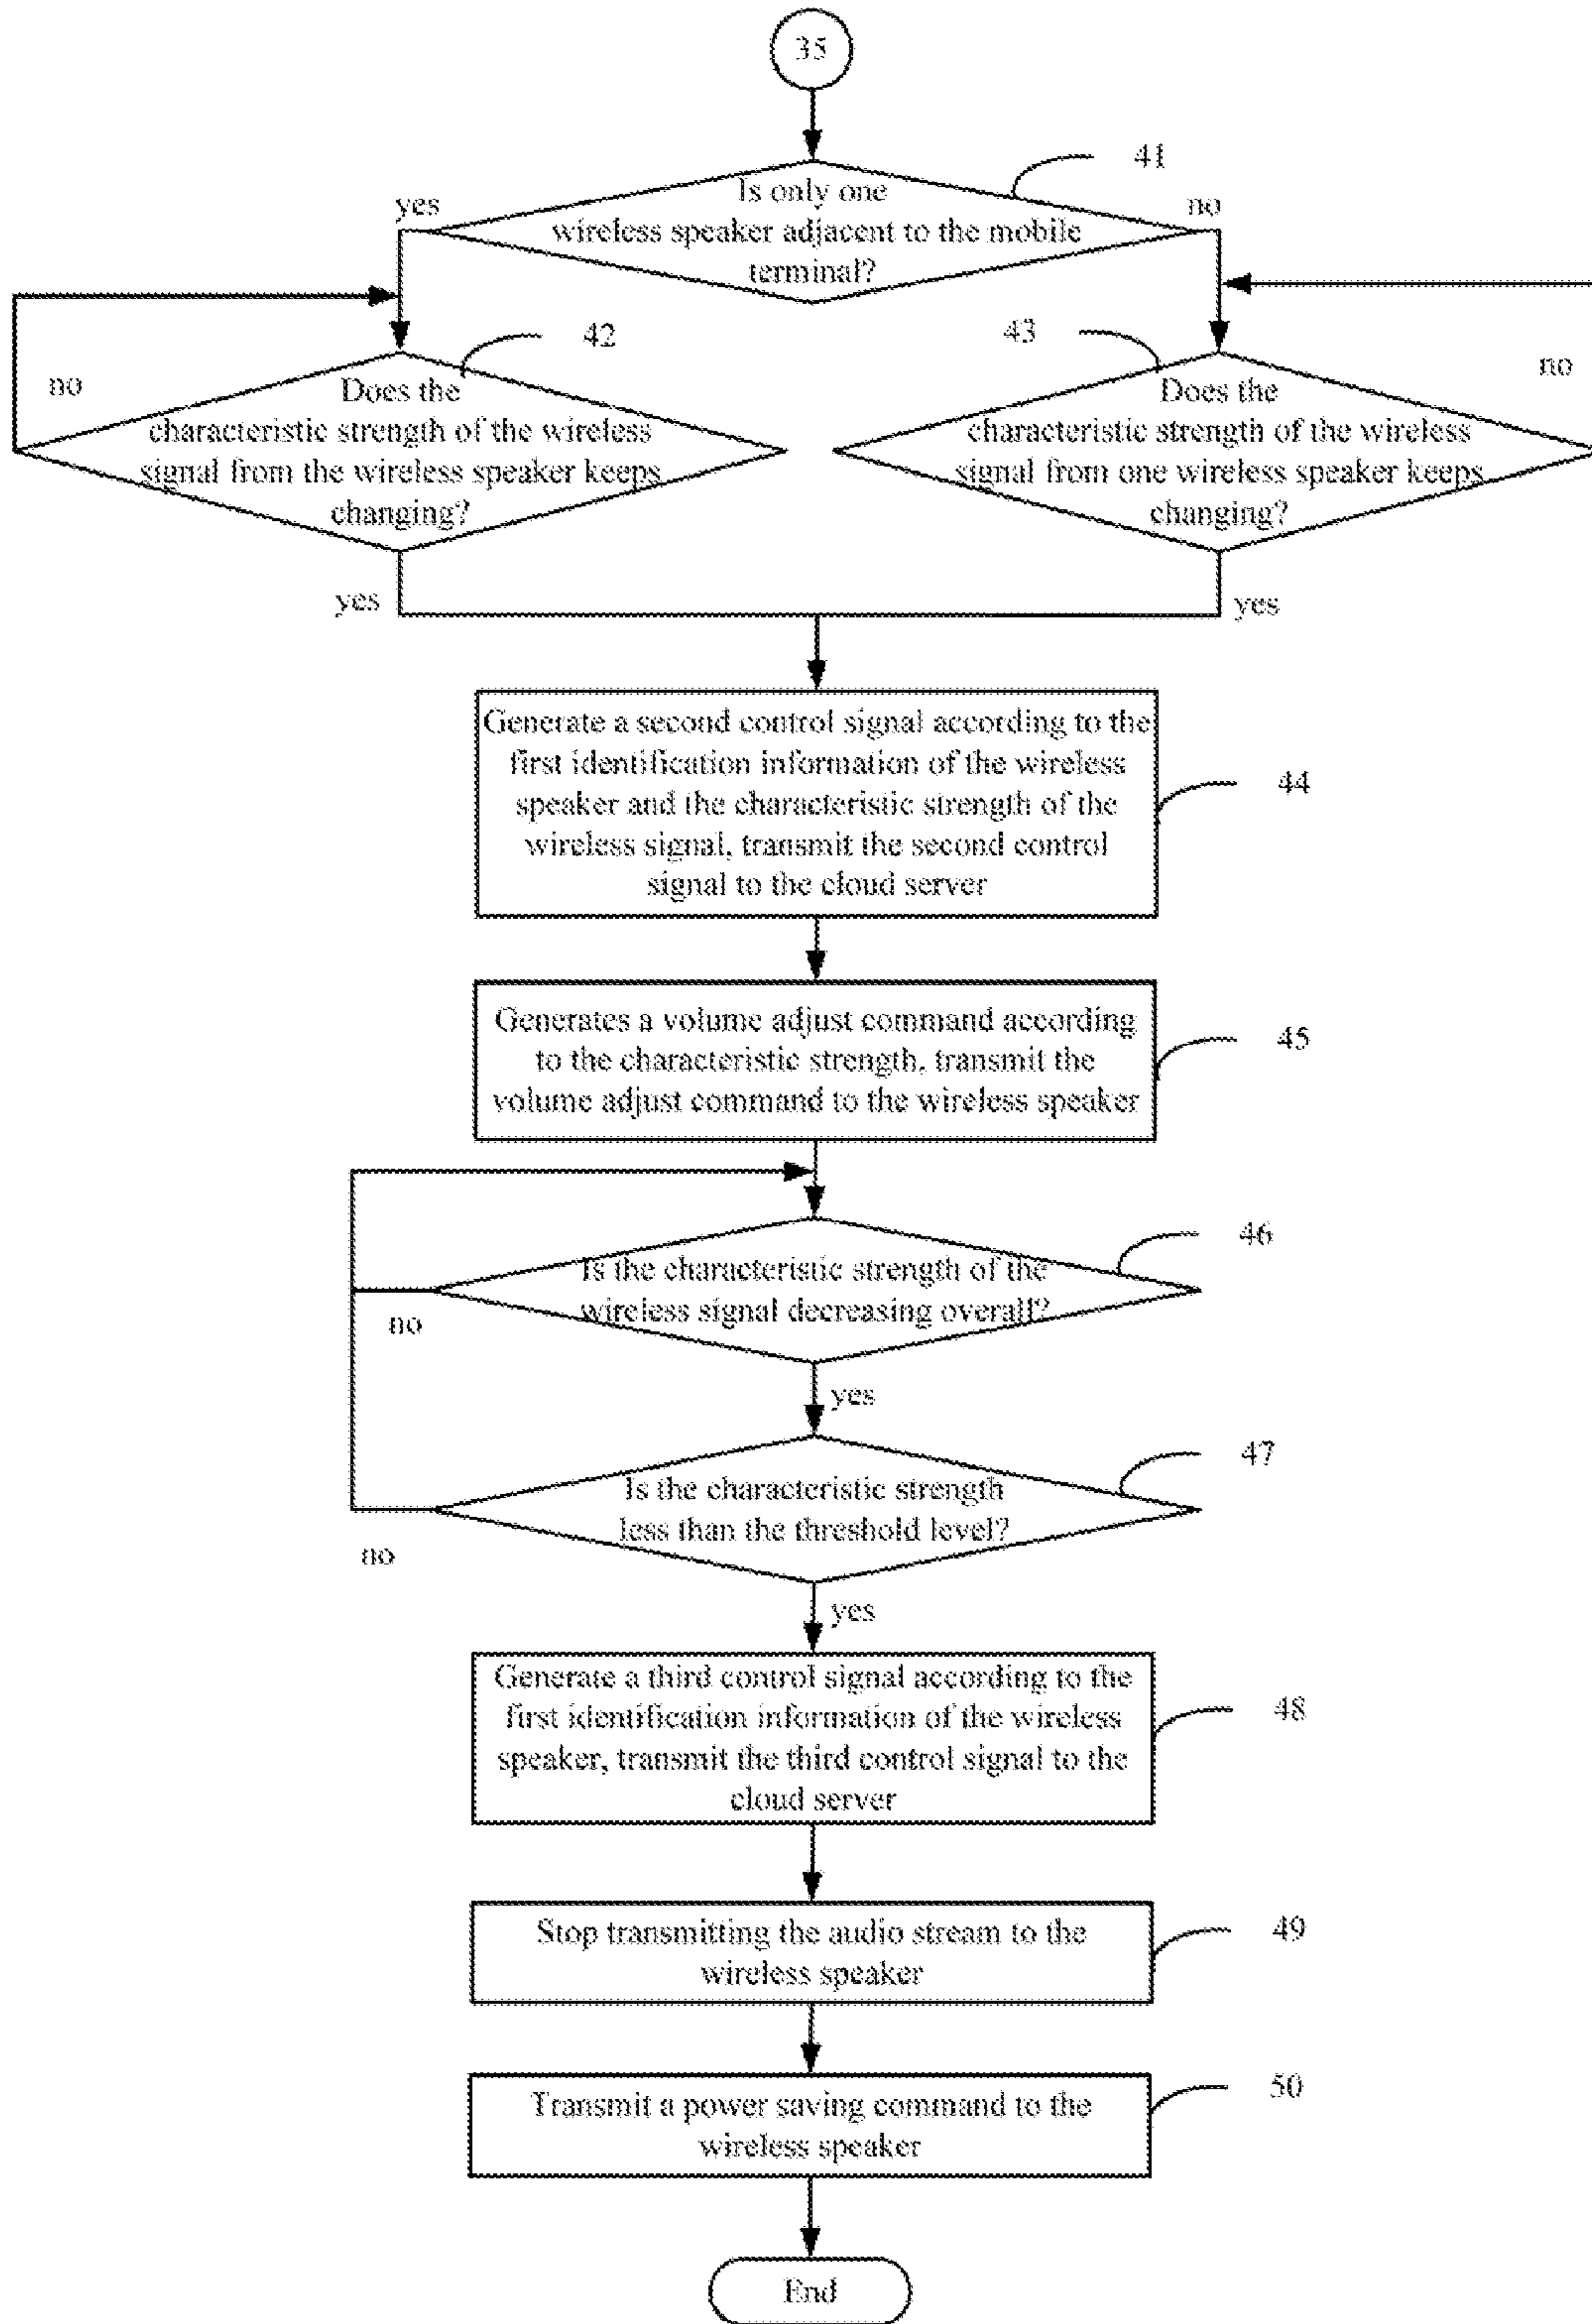 35
41
Is only one
wireless speaker adjacent to the mobile
terminal?
yes
no
42
43
no
Does the
characteristic strength of the wireless
signal from the wireless speaker keeps
changing?
Does the
characteristic strength of the wireless
signal from one wireless speaker keeps
changing?
no
yes
yes
Generate a second control signal according to the
first identification information of the wireless
speaker and the characteristic strength of the
wireless signal, transmit the second control
signal to the cloud server
44
Generates a volume adjust command according
to the characteristic strength, transmit the
volume adjust command to the wireless speaker
45
46
Is the characteristic strength of the
wireless signal decreasing overall?
no
yes
47
Is the characteristic strength
less than the threshold level?
no
yes
Generate a third control signal according to the
first identification information of the wireless
speaker, transmit the third control signal to the
cloud server
48
Stop transmitting the audio stream to the
wireless speaker
49
Transmit a power saving command to the
wireless speaker
50
End